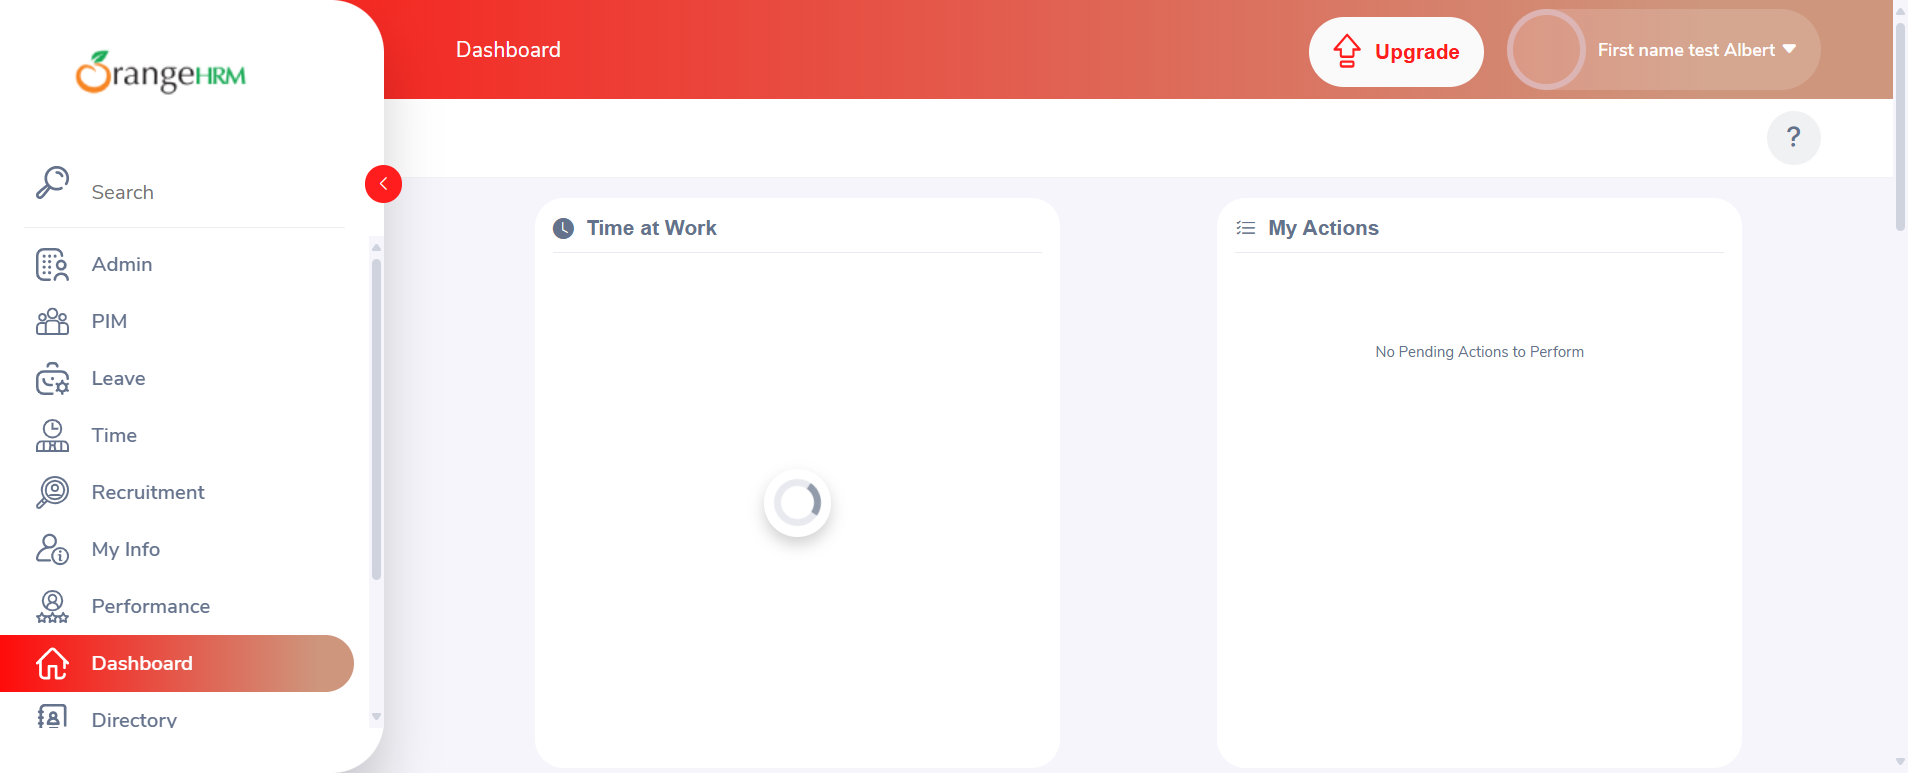 OrangeHRM
Dashboard
Upgrade
First name test Albert
?
Search
Admin
PIM
Leave
Time
Recruitment
My Info
Performance
Dashboard
Directory
Time at Work
My Actions
No Pending Actions to Perform